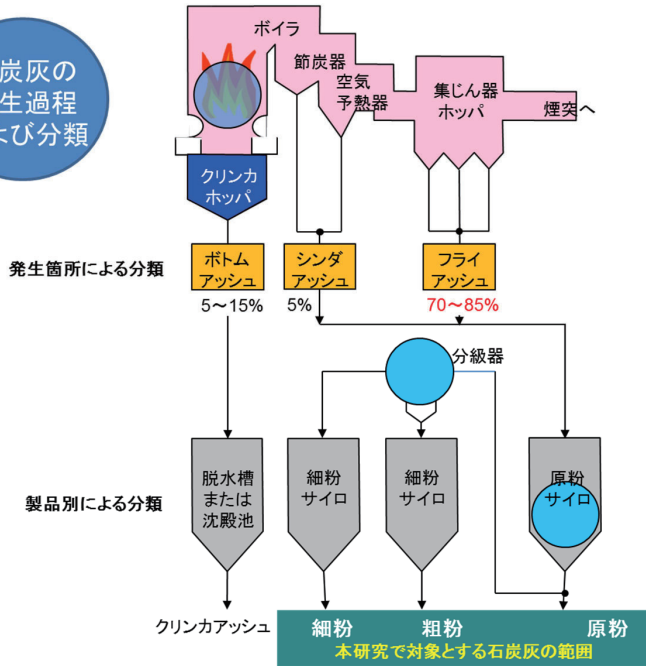 炭灰の
生過程
よび分類
ボイラ
節炭器
空気
予熱器
集じん器
ホッパ
煙突へ
クリンカ
ホッパ
発生箇所による分類
ボトム
アッシュ
シンダ
アッシュ
フライ
アッシュ
5～15%
5%
70～85%
分級器
製品別による分類
脱水槽
または
沈殿池
細粉
サイロ
細粉
サイロ
原粉
サイロ
クリンカアッシュ
細粉
粗粉
原粉
本研究で対象とする石炭灰の範囲